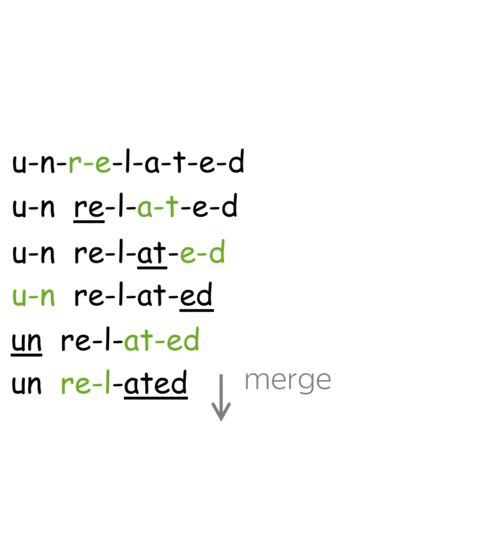 u-n-r-e-l-a-t-e-d
u-n re-l-a-t-e-d
u-n re-l-at-e-d
u-n re-l-at-ed
un re-l-at-ed
un re-l-ated
merge